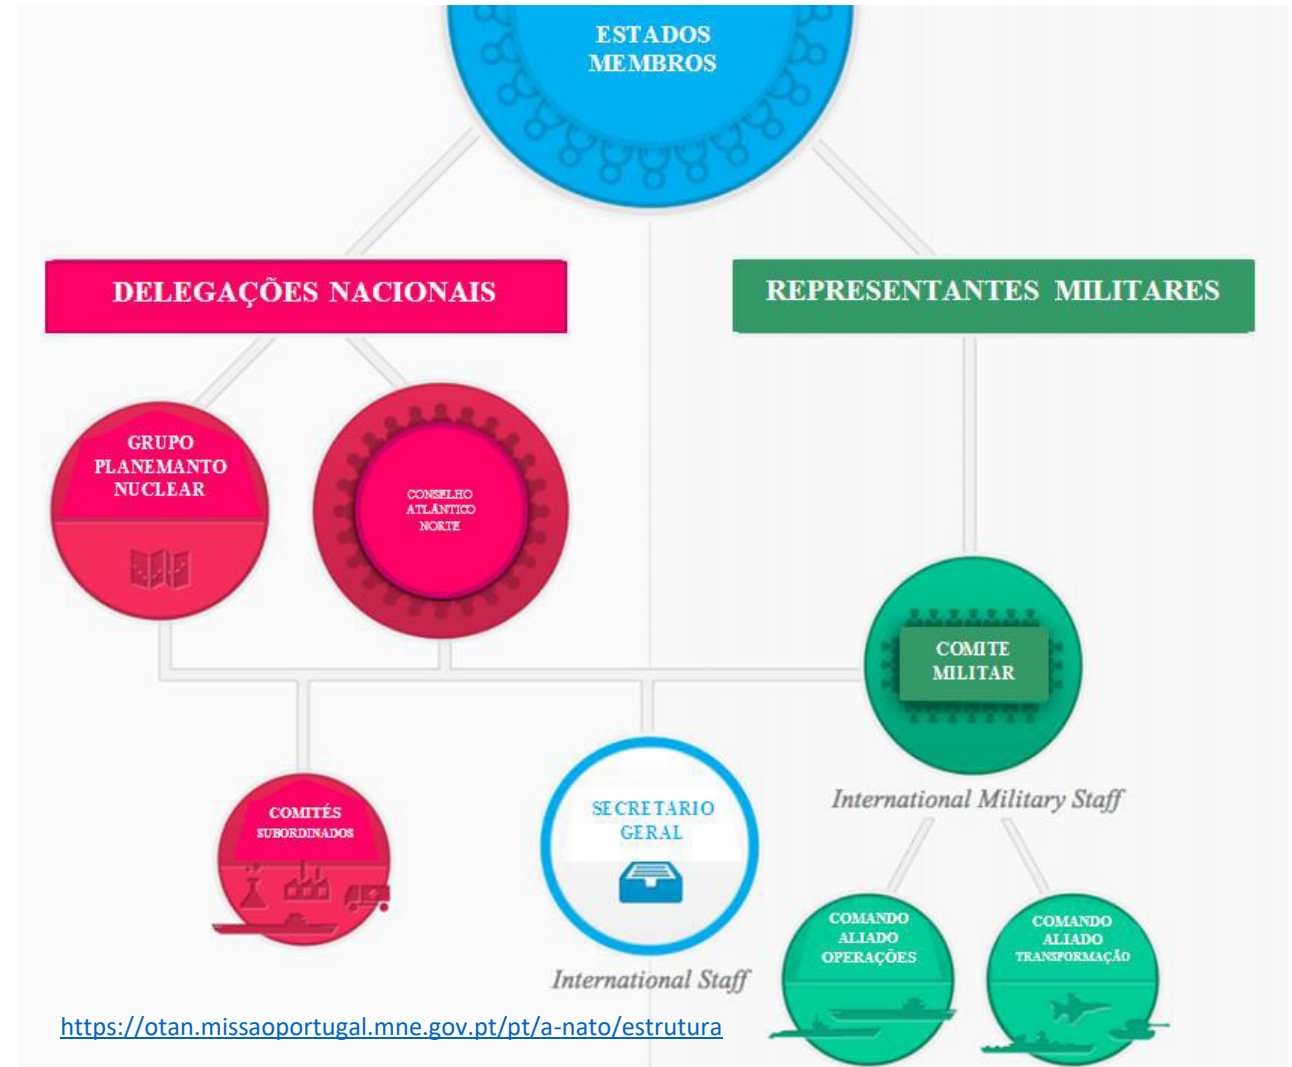 ESTADOS
MEMBROS
DELEGAÇÕES NACIONAIS
REPRESENTANTES MILITARES
GRUPO
PLANEMANTO
NUCLEAR
CONSELHO
ATLÂNTICO
NORTE
COMITE
MILITAR
International Military Staff
COMITÉS
SUBORDINADOS
SECRETARIO
GERAL
International Staff
COMANDO
ALIADO
OPERAÇÕES
COMANDO
ALIADO
TRANSFORMAÇÃO
https://otan.missaoportugal.mne.gov.pt/pt/a-nato/estrutura